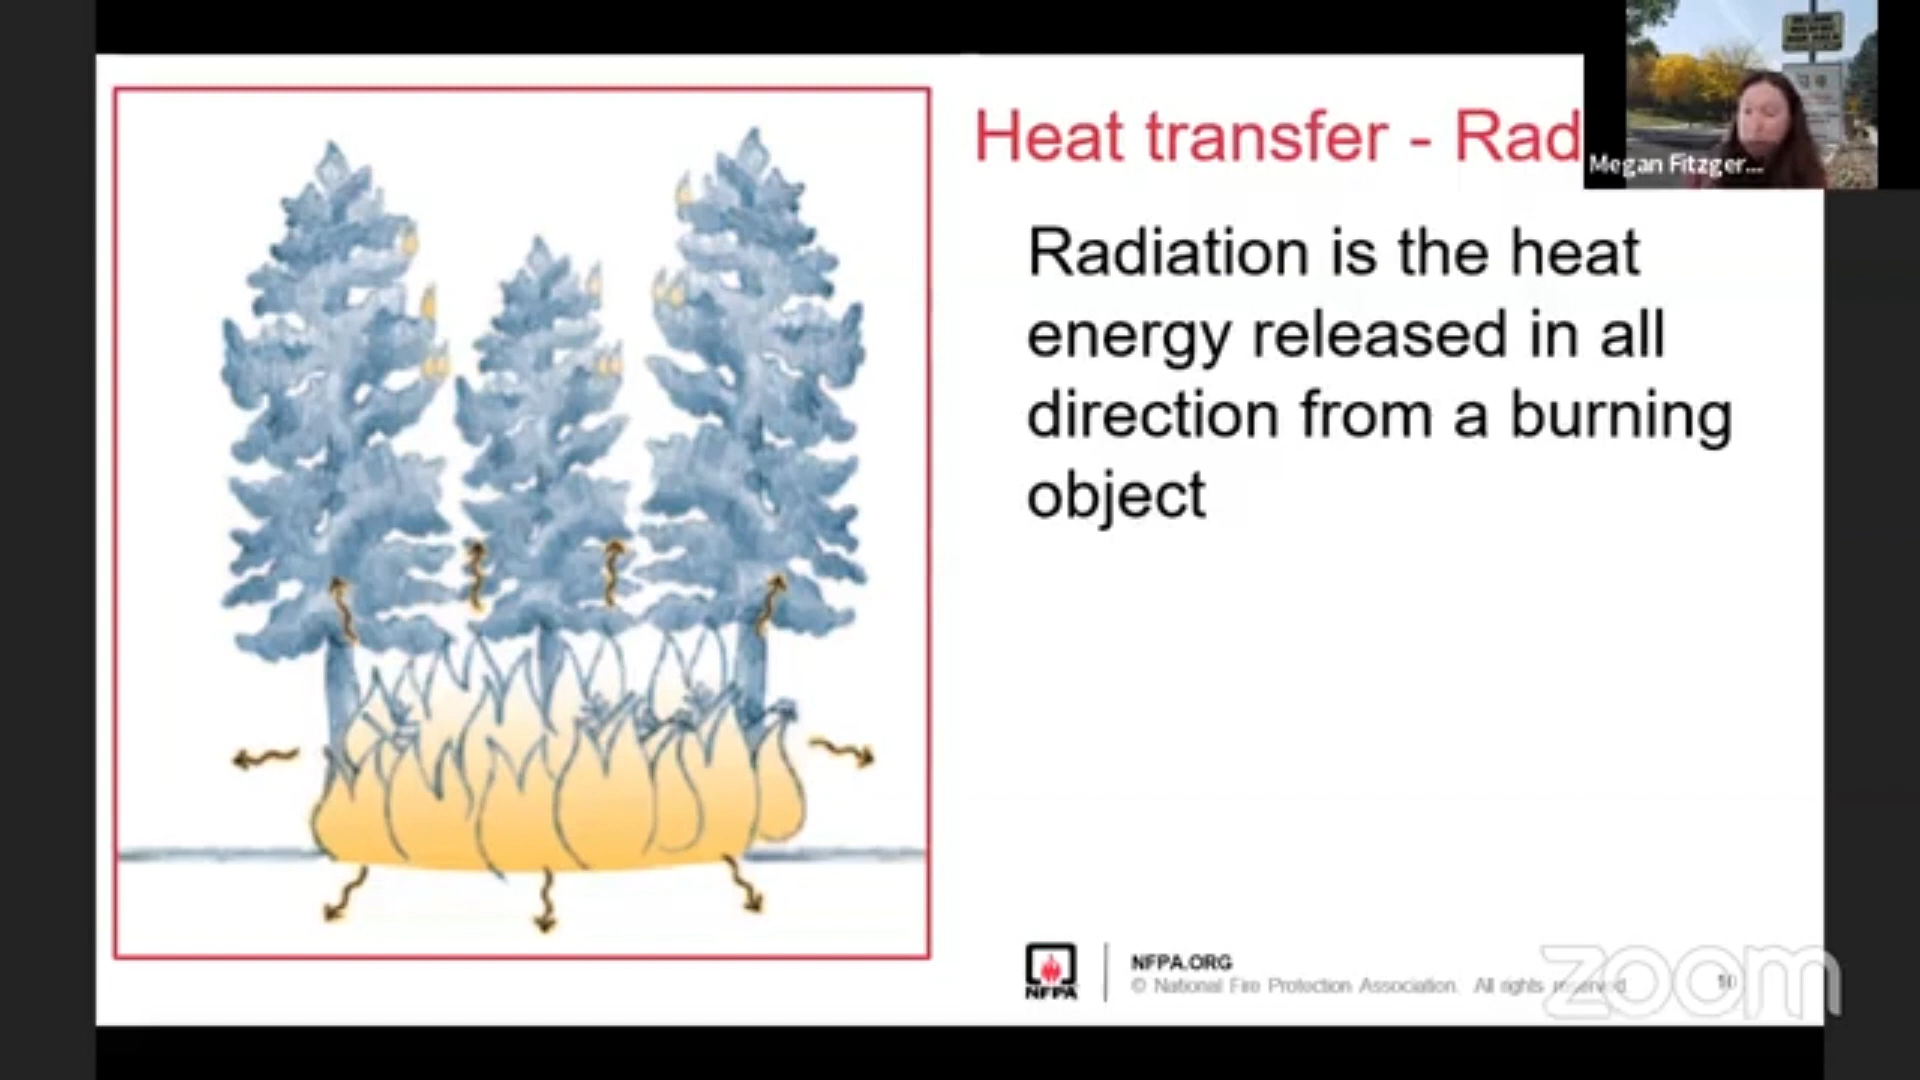 Heat transfer - Rad
Megan Fitzger...
Radiation is the heat
energy released in all
direction from a burning
object
NFPA
NFPA.ORG
© National Fire Protection Association. All rights reserved
10
zoom